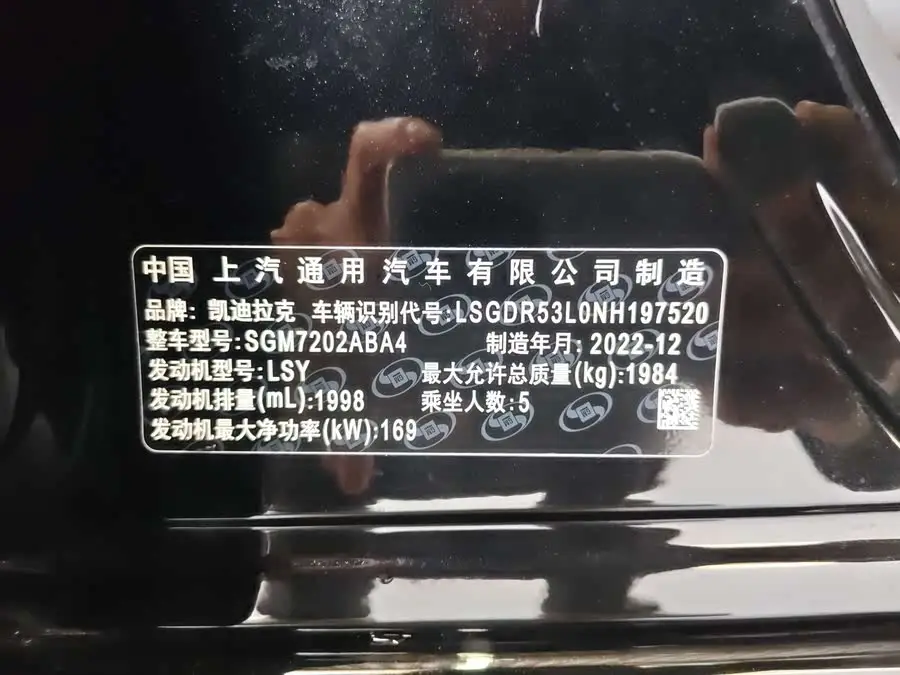 中国上汽通用汽车有限公司制造
品牌: 凯迪拉克 车辆识别代号:LSGDR53L0NH197520
整车型号:SGM7202ABA4 制造年月: 2022-12
发动机型号:LSY 最大允许总质量(kg):1984
发动机排量(mL):1998 乘坐人数:5
发动机最大净功率(kW):169